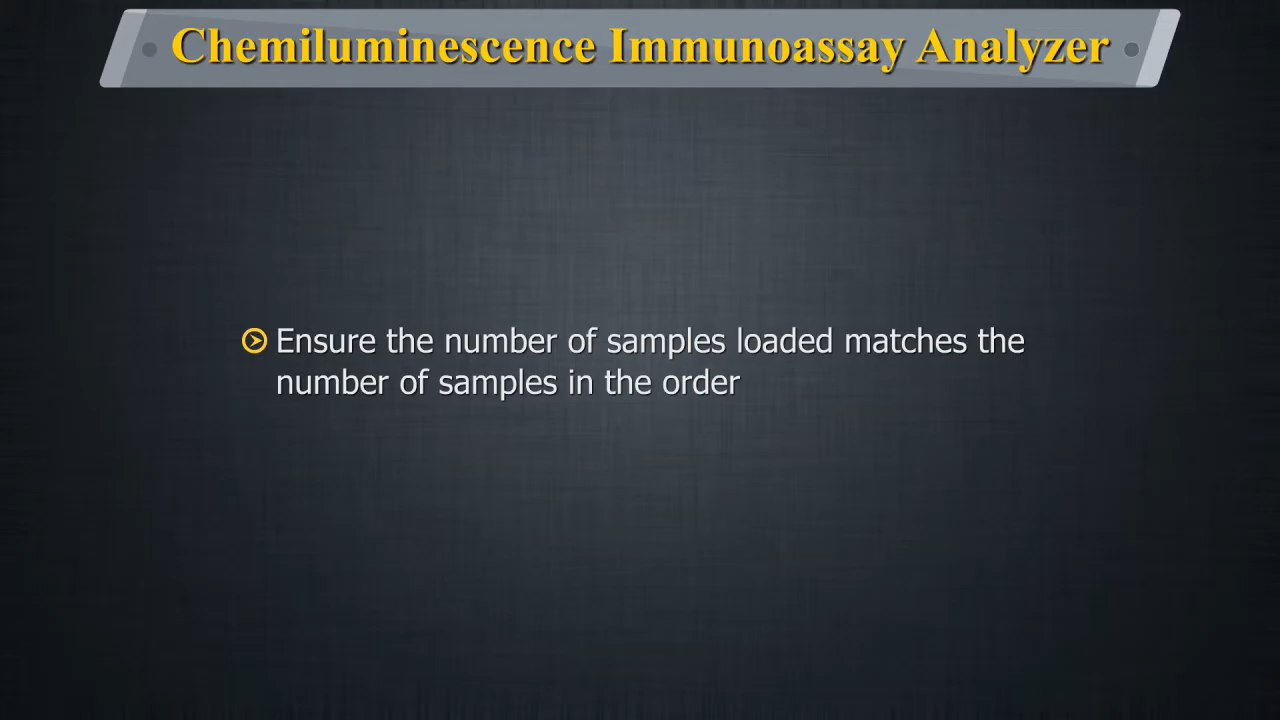 Chemiluminescence Immunoassay Analyzer
Ensure the number of samples loaded matches the
number of samples in the order